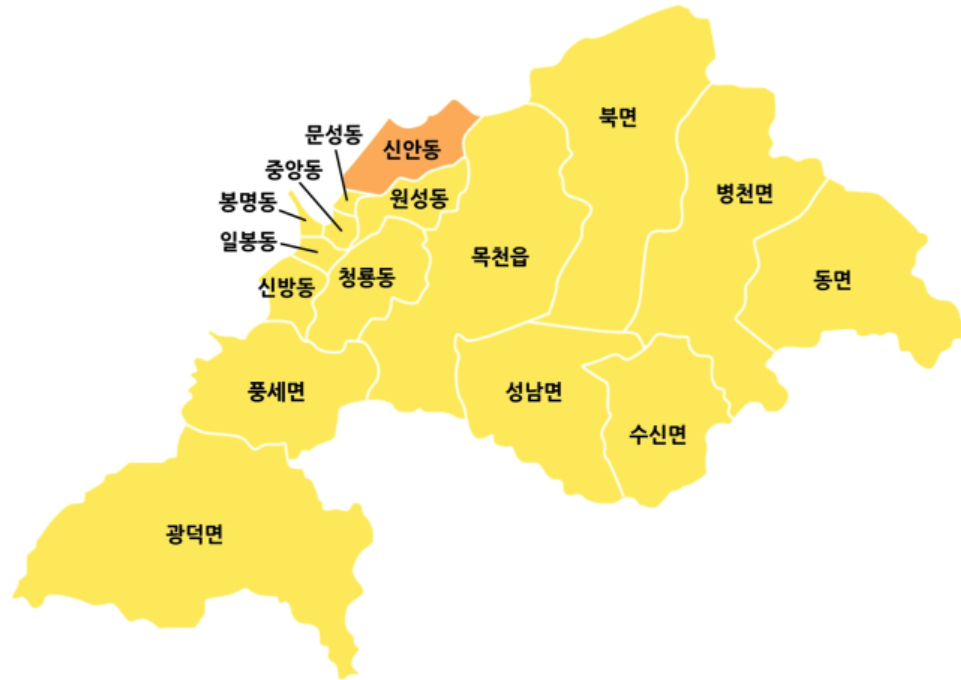 북면
문성동
신안동
중앙동
병천면
봉명동
원성동
일봉동
목천읍
청룡동
동면
신방동
풍세면
성남면
수신면
광덕면